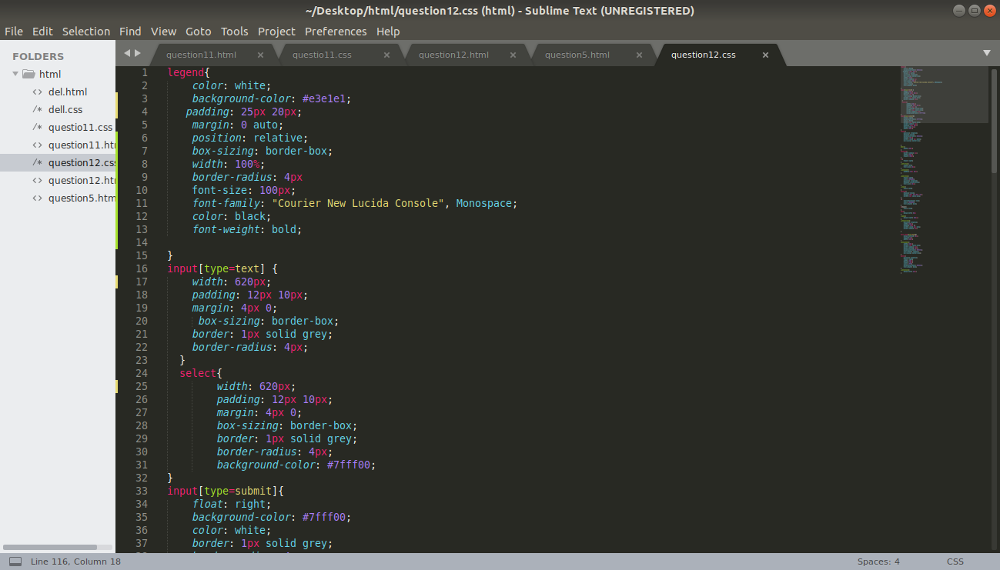 ~/Desktop/html/question12.css (html) - Sublime Text (UNREGISTERED)
File Edit Selection Find View Goto Tools Project Preferences Help
FOLDERS
html
<> del.html
/* dell.css
/* questio11.css
<> question11.htm
/* question12.css
<> question12.htm
<> question5.htm
question11.html × questio11.css × question12.html × question5.html × question12.css ×
1 legend{
2     color: white;
3     background-color: #e3e1e1;
4    padding: 25px 20px;
5     margin: 0 auto;
6     position: relative;
7     box-sizing: border-box;
8     width: 100%;
9     border-radius: 4px
10     font-size: 100px;
11     font-family: "Courier New Lucida Console", Monospace;
12     color: black;
13     font-weight: bold;
14
15 }
16 input[type=text] {
17     width: 620px;
18     padding: 12px 10px;
19     margin: 4px 0;
20      box-sizing: border-box;
21     border: 1px solid grey;
22     border-radius: 4px;
23   }
24   select{
25         width: 620px;
26         padding: 12px 10px;
27         margin: 4px 0;
28         box-sizing: border-box;
29         border: 1px solid grey;
30         border-radius: 4px;
31         background-color: #7fff00;
32 }
33 input[type=submit]{
34     float: right;
35     background-color: #7fff00;
36     color: white;
37     border: 1px solid grey;
Line 116, Column 18 Spaces: 4 CSS